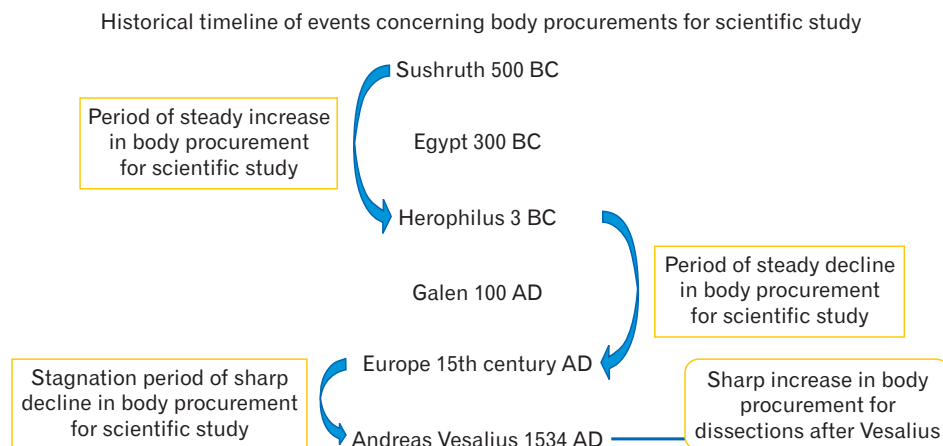 Historical timeline of events concerning body procurements for scientific study
Sushruth 500 BC
Period of steady increase
in body procurement
for scientific study
Egypt 300 BC
Herophilus 3 BC
Period of steady decline
in body procurement
for scientific study
Galen 100 AD
Europe 15th century AD
Stagnation period of sharp
decline in body procurement
for scientific study
Andreas Vesalius 1534 AD
Sharp increase in body
procurement for
dissections after Vesalius